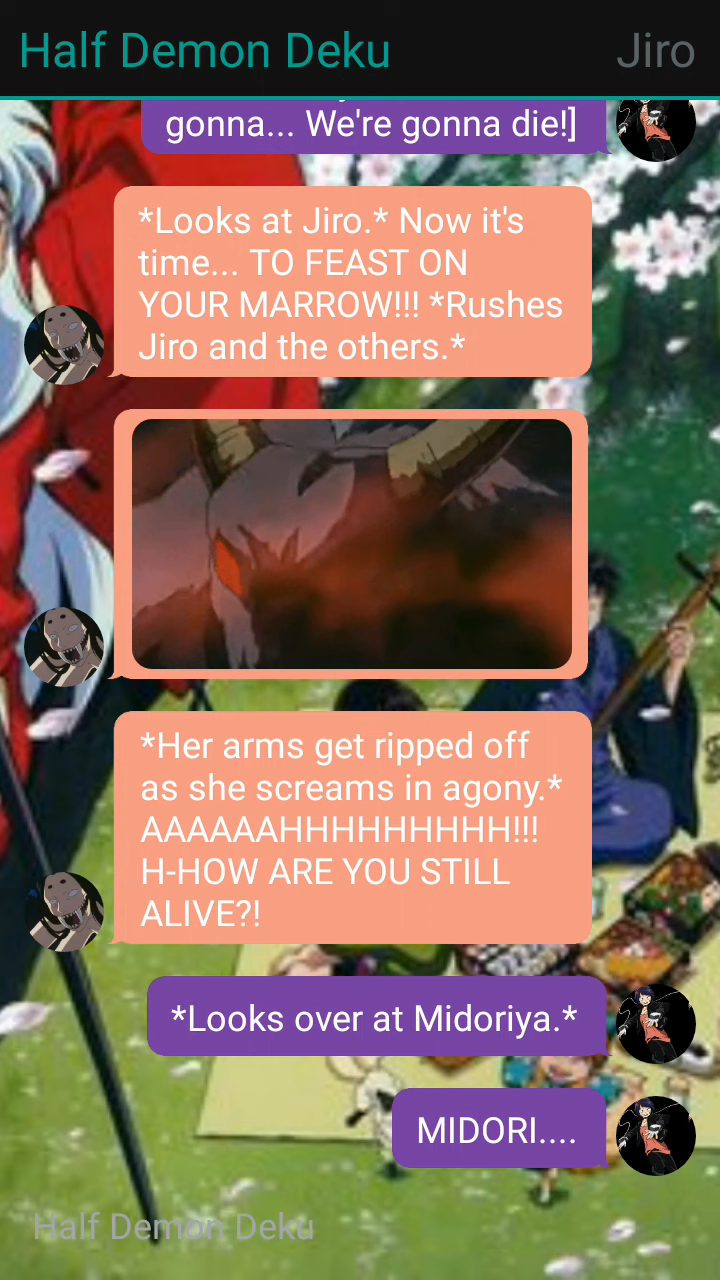 Half Demon Deku
Jiro
gonna... We're gonna die!]
*Looks at Jiro.* Now it's
time... TO FEAST ON
YOUR MARROW!!! *Rushes
Jiro and the others.*
*Her arms get ripped off
as she screams in agony.*
AAAAAAHHHHHHHHH!!!
H-HOW ARE YOU STILL
ALIVE?!
*Looks over at Midoriya.*
MIDORI....
Half Demon Deku